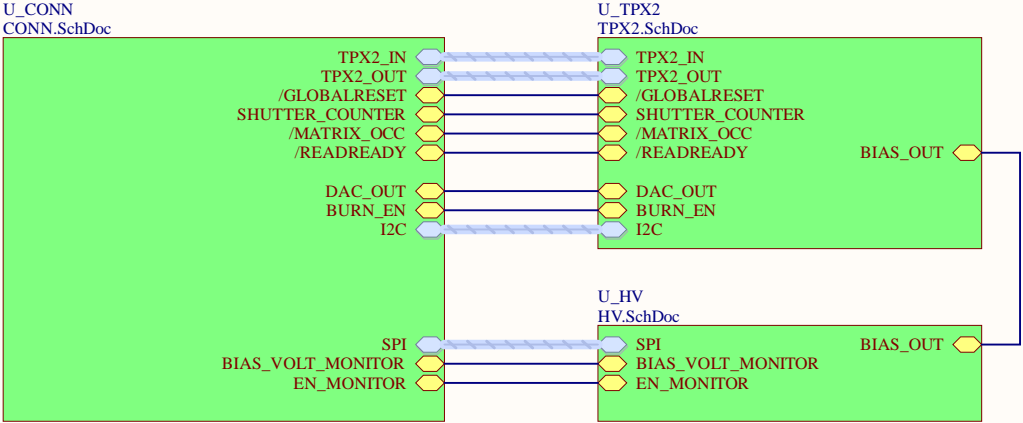 U_CONN
CONN.SchDoc
TPX2_IN
TPX2_OUT
/GLOBALRESET
SHUTTER_COUNTER
/MATRIX_OCC
/READREADY
DAC_OUT
BURN_EN
I2C
SPI
BIAS_VOLT_MONITOR
EN_MONITOR
U_TPX2
TPX2.SchDoc
TPX2_IN
TPX2_OUT
/GLOBALRESET
SHUTTER_COUNTER
/MATRIX_OCC
/READREADY
BIAS_OUT
DAC_OUT
BURN_EN
I2C
U_HV
HV.SchDoc
SPI
BIAS_OUT
BIAS_VOLT_MONITOR
EN_MONITOR